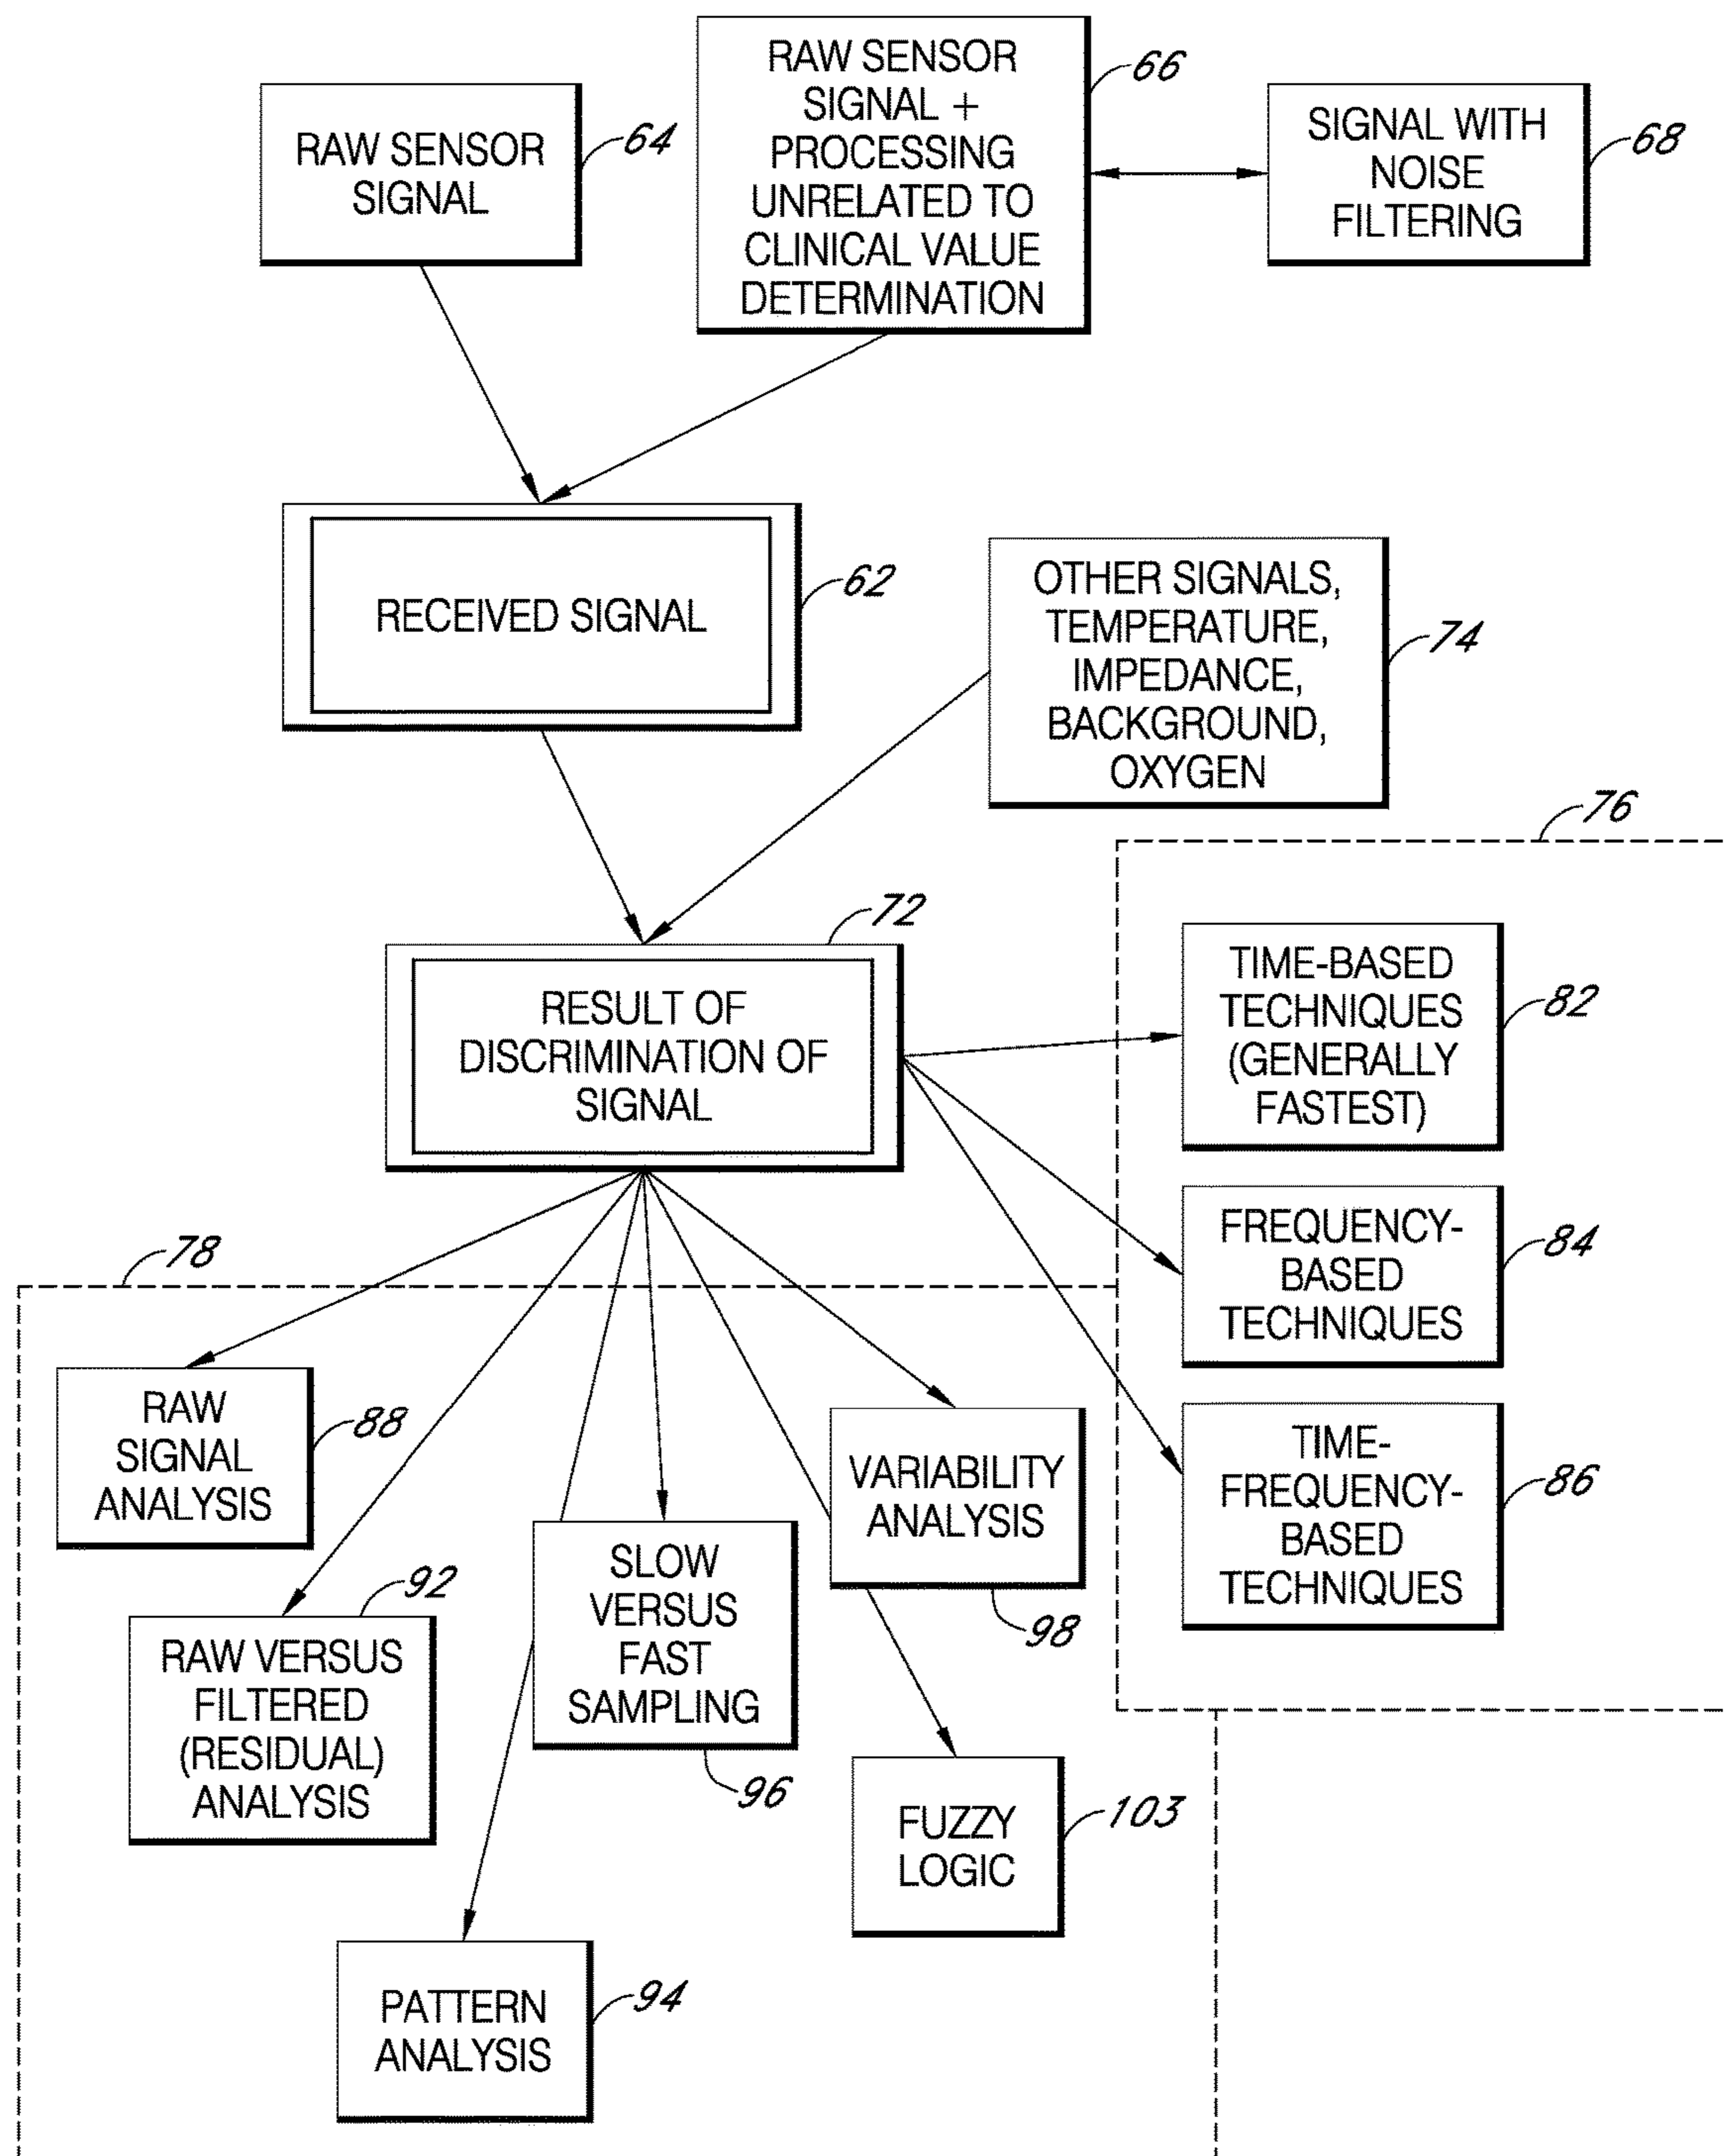 RAW SENSOR
SIGNAL
64
RAW SENSOR
SIGNAL +
PROCESSING
UNRELATED TO
CLINICAL VALUE
DETERMINATION
66
SIGNAL WITH
NOISE
FILTERING
68
RECEIVED SIGNAL
62
OTHER SIGNALS,
TEMPERATURE,
IMPEDANCE,
BACKGROUND,
OXYGEN
74
76
RESULT OF
DISCRIMINATION OF
SIGNAL
72
TIME-BASED
TECHNIQUES
(GENERALLY
FASTEST)
82
FREQUENCY-
BASED
TECHNIQUES
84
TIME-
FREQUENCY-
BASED
TECHNIQUES
86
78
RAW
SIGNAL
ANALYSIS
88
RAW VERSUS
FILTERED
(RESIDUAL)
ANALYSIS
92
SLOW
VERSUS
FAST
SAMPLING
96
VARIABILITY
ANALYSIS
98
FUZZY
LOGIC
103
PATTERN
ANALYSIS
94